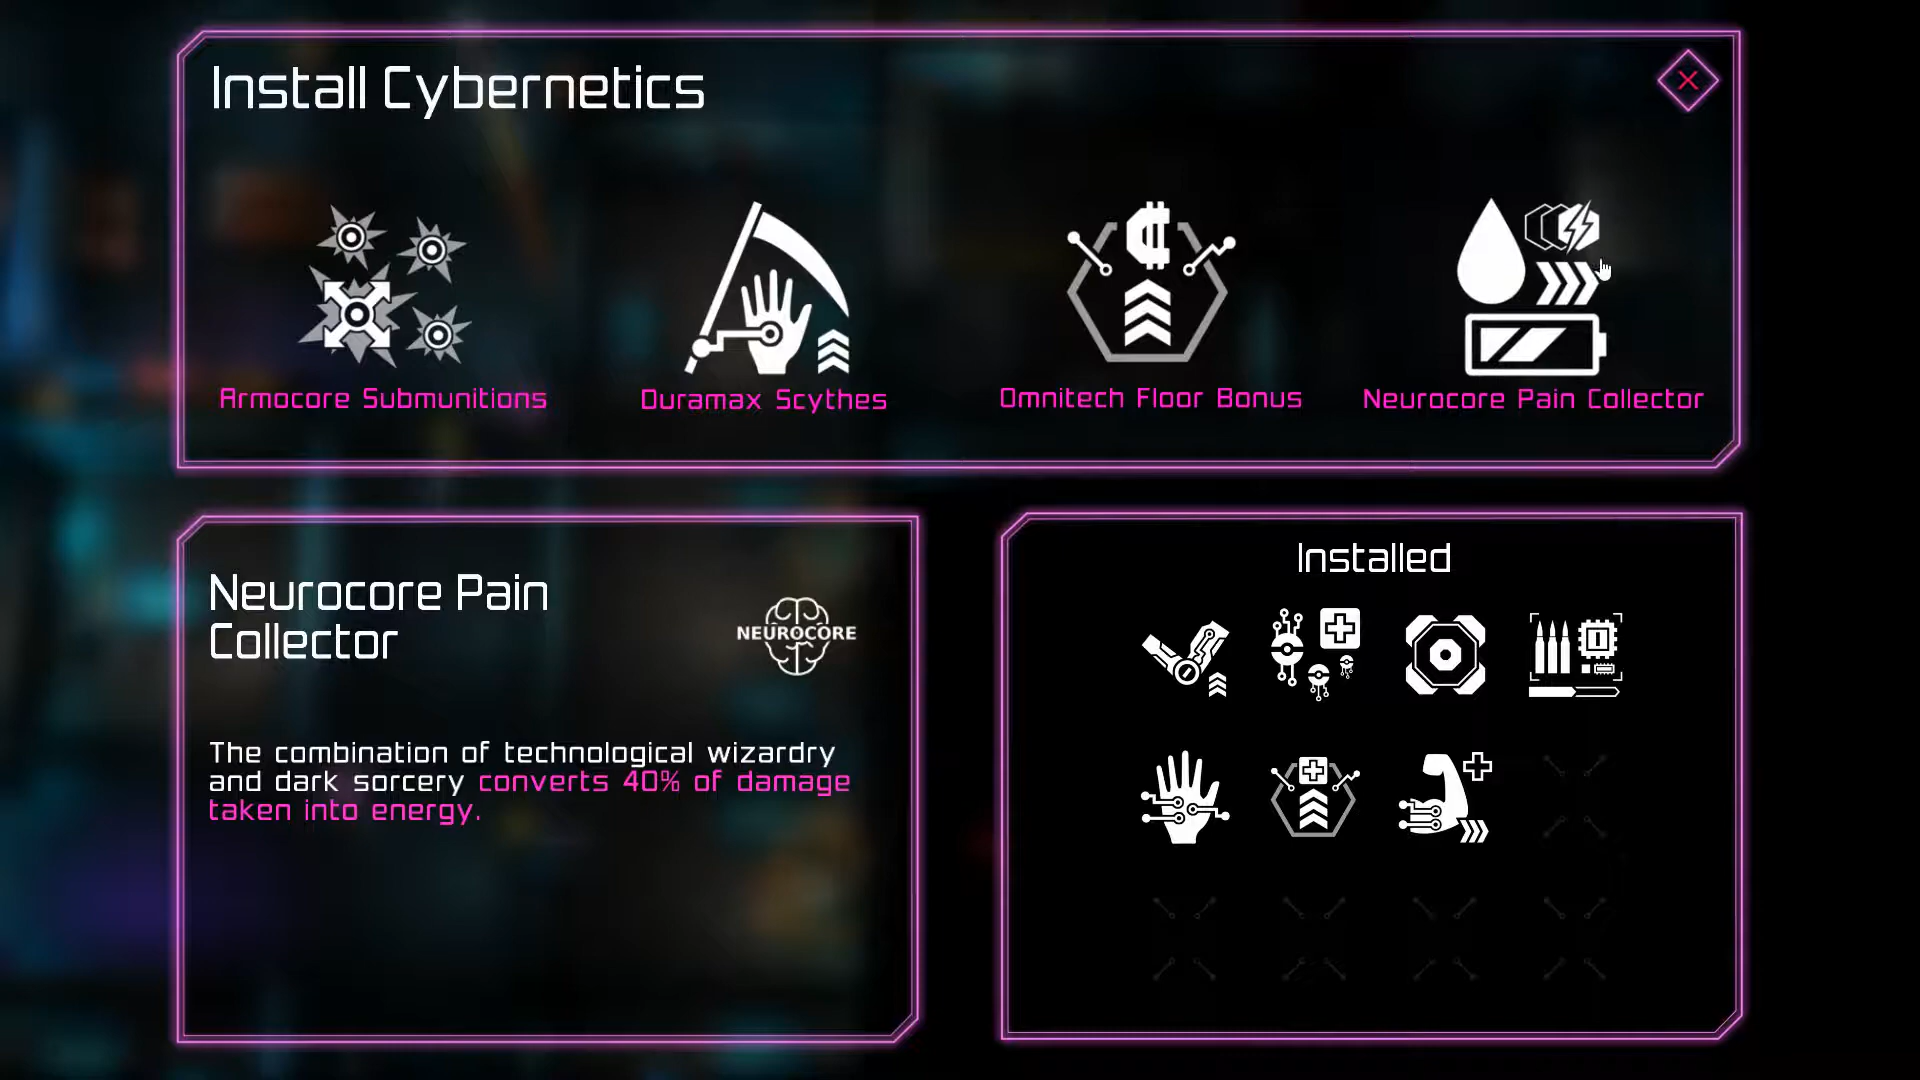 Install Cybernetics
Armocore Submunitions
Duramax Scythes
Omnitech Floor Bonus
Neurocore Pain Collector
Neurocore Pain
Collector
NEUROCORE
The combination of technological wizardry
and dark sorcery converts 40% of damage
taken into energy.
Installed